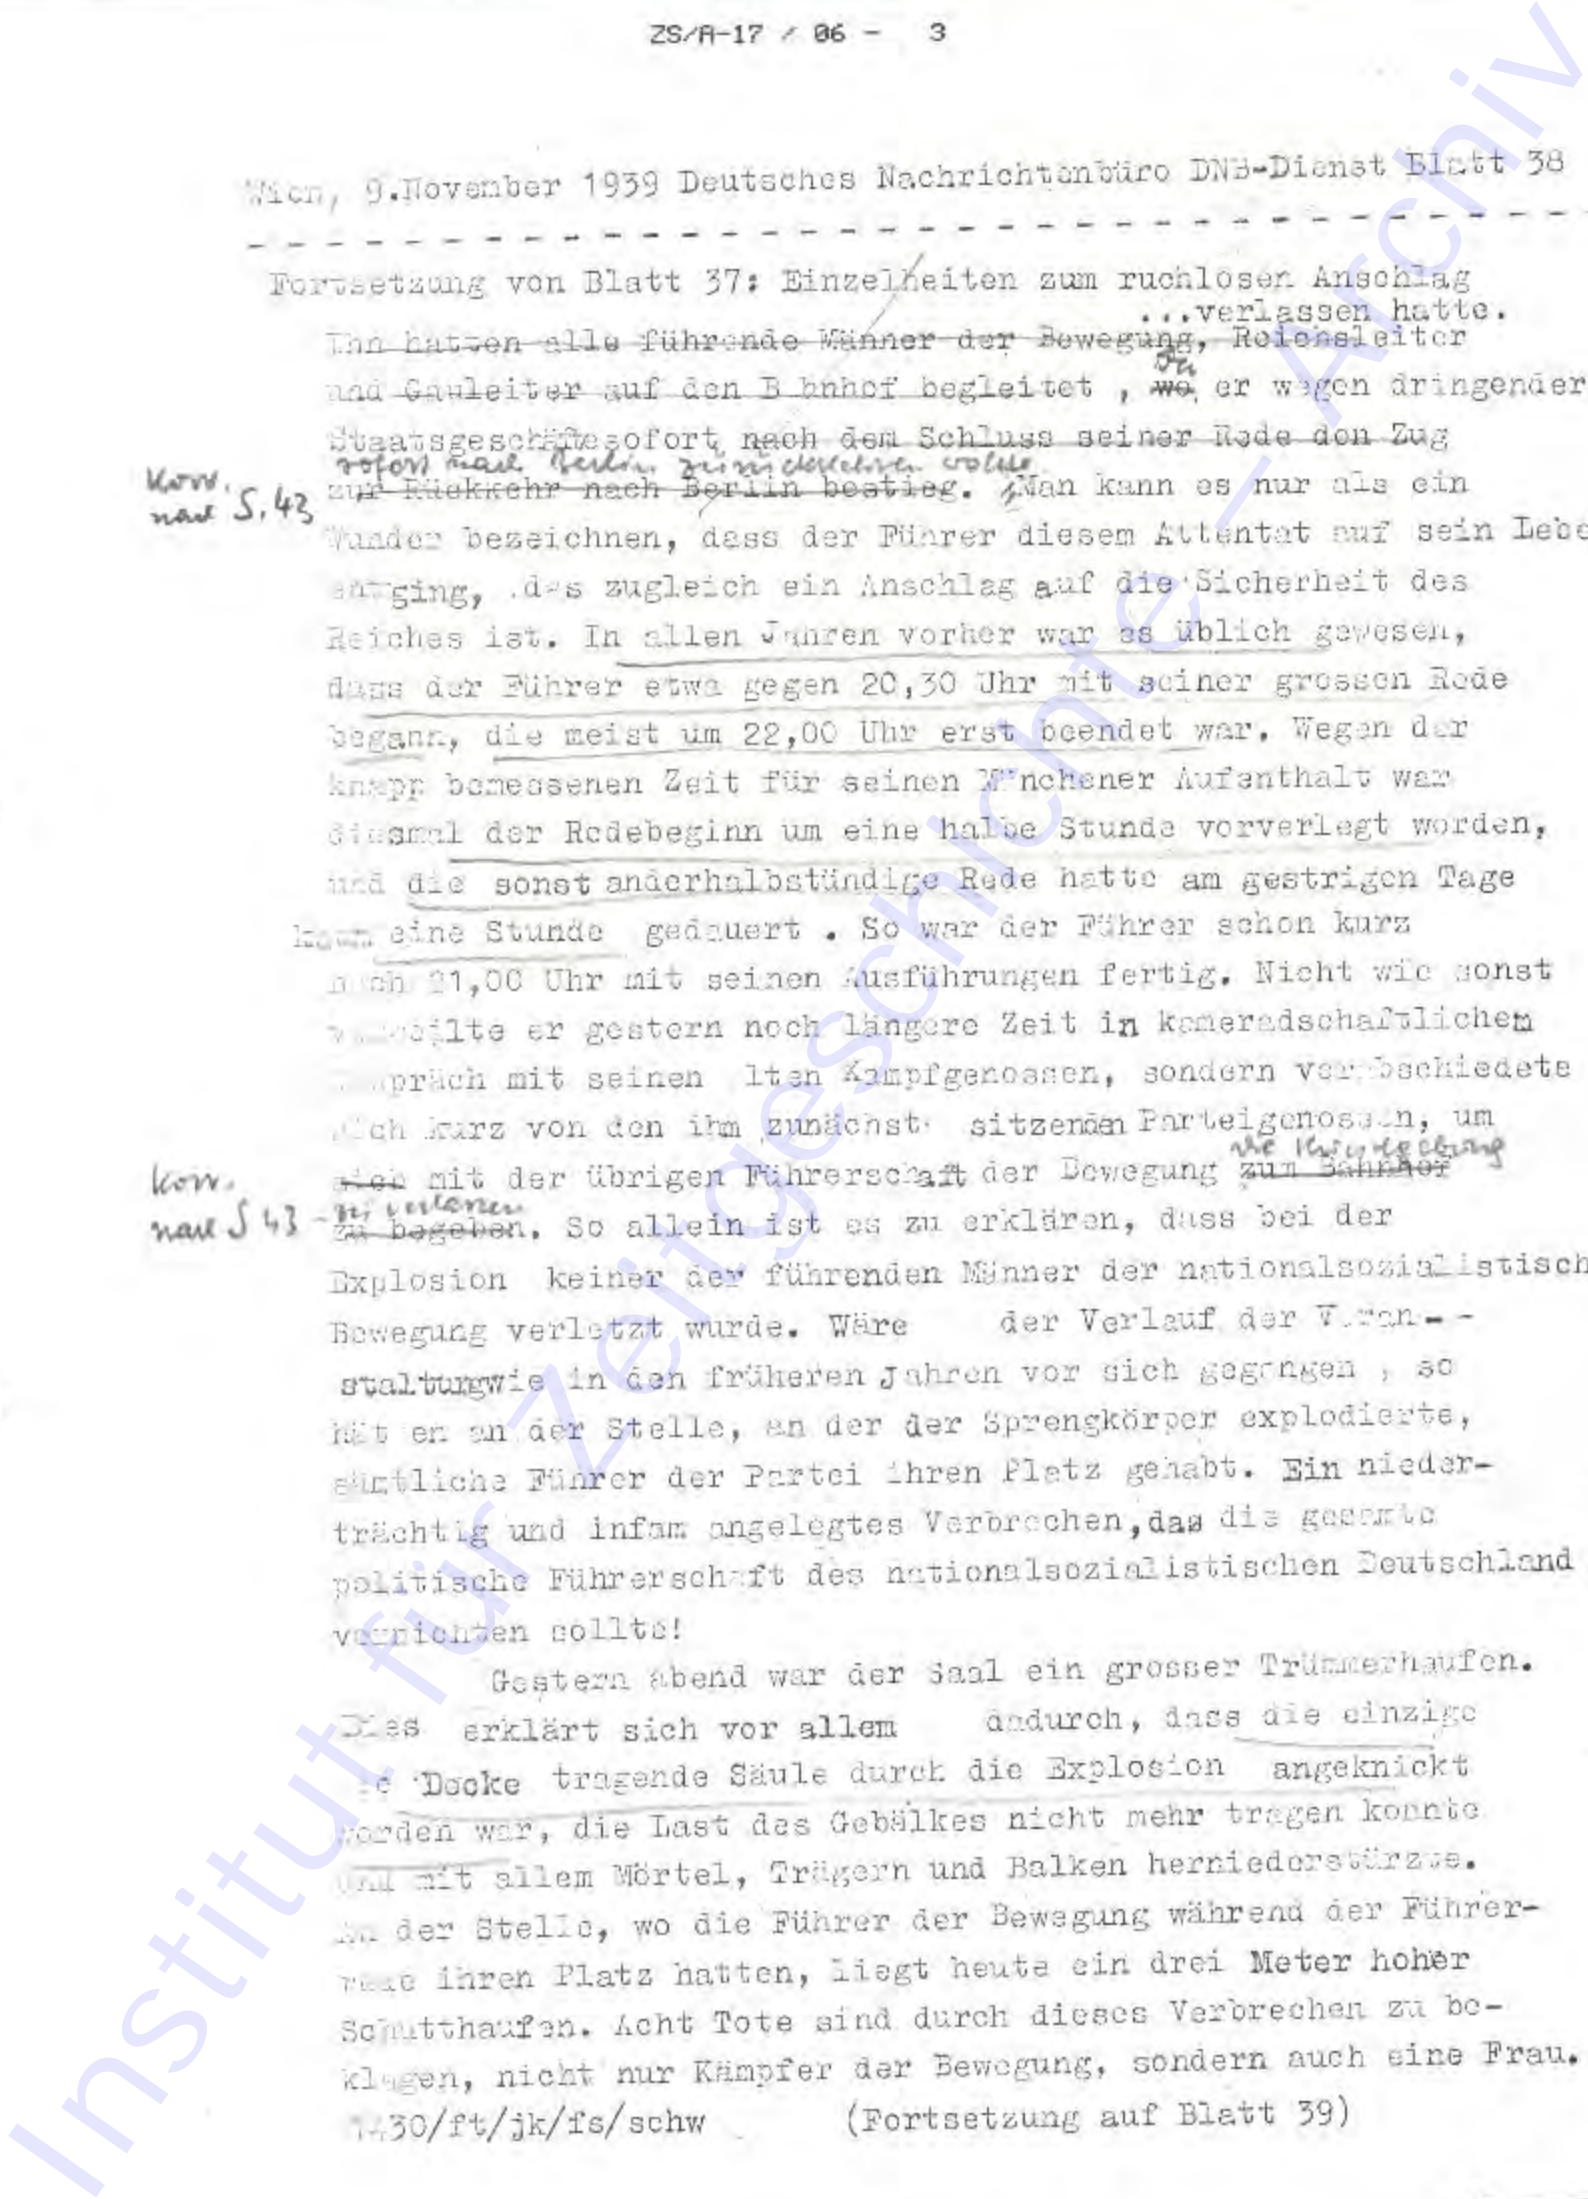 ZS/A-17 / 06 - 3
Wien, 9.November 1939 Deutsches Nachrichtenbüro DNB-Dienst Blatt 38
- - - - - - - - - - - - - - - - - - - - - - - - - - - - - - - - - -
Fortsetzung von Blatt 37: Einzelheiten zum ruchlosen Anschlag
...verlassen hatte.
Ihn hatten alle führende Männer der Bewegung, Reichsleiter
Da
und Gauleiter auf den B hnhof begleitet , wo er wegen dringender
Staatsgeschäftesofort nach dem Schluss seiner Rede den Zug
sofort nach Berlin zurückkehren wollte
Korr.
zur Rückkehr nach Berlin bestieg. Man kann es nur als ein
nach S. 43
Wunder bezeichnen, dass der Führer diesem Attentat auf sein Lebe
entging, das zugleich ein Anschlag auf die Sicherheit des
Reiches ist. In allen Jahren vorher war es üblich gewesen,
dass der Führer etwa gegen 20,30 Uhr mit seiner grossen Rede
begann, die meist um 22,00 Uhr erst beendet war. Wegen der
knapp bemessenen Zeit für seinen M nchener Aufenthalt war
diesmal der Redebeginn um eine halbe Stunde vorverlegt worden,
und die sonst anderhalbstündige Rede hatte am gestrigen Tage
kaum eine Stunde gedauert . So war der Führer schon kurz
nach 21,00 Uhr mit seinen Ausführungen fertig. Nicht wie sonst
verweilte er gestern noch längere Zeit in kameradschaftlichem
Gespräch mit seinen lten Kampfgenossen, sondern verabschiedete
sich kurz von den ihm zunächst sitzenden Parteigenossen, um
die Kundgebung
sich mit der übrigen Führerschaft der Bewegung zum Bahnhof
Korr.
nach S 43 - zu verlassen
zu begeben. So allein ist es zu erklären, dass bei der
Explosion keiner der führenden Männer der nationalsozialistisch
Bewegung verletzt wurde. Wäre der Verlauf der Veran- -
staltungwie in den früheren Jahren vor sich gegangen , so
hät en an der Stelle, an der der Sprengkörper explodierte,
sämtliche Führer der Partei ihren Platz gehabt. Ein nieder-
trächtig und infam angelegtes Verbrechen,das die gesamte
politische Führerschaft des nationalsozialistischen Deutschland
vernichten sollte!
Gestern abend war der Saal ein grosser Trümmerhaufen.
Dies erklärt sich vor allem dadurch, dass die einzige
Decke tragende Säule durch die Explosion angeknickt
worden war, die Last des Gebälkes nicht mehr tragen konnte
und mit allem Mörtel, Trägern und Balken herniederstürzte.
An der Stelle, wo die Führer der Bewegung während der Führer-
rede ihren Platz hatten, liegt heute ein drei Meter hoher
Schutthaufen. Acht Tote sind durch dieses Verbrechen zu be-
klagen, nicht nur Kämpfer der Bewegung, sondern auch eine Frau.
1430/ft/jk/fs/schw (Fortsetzung auf Blatt 39)
Institut für Zeitgeschichte - Archiv